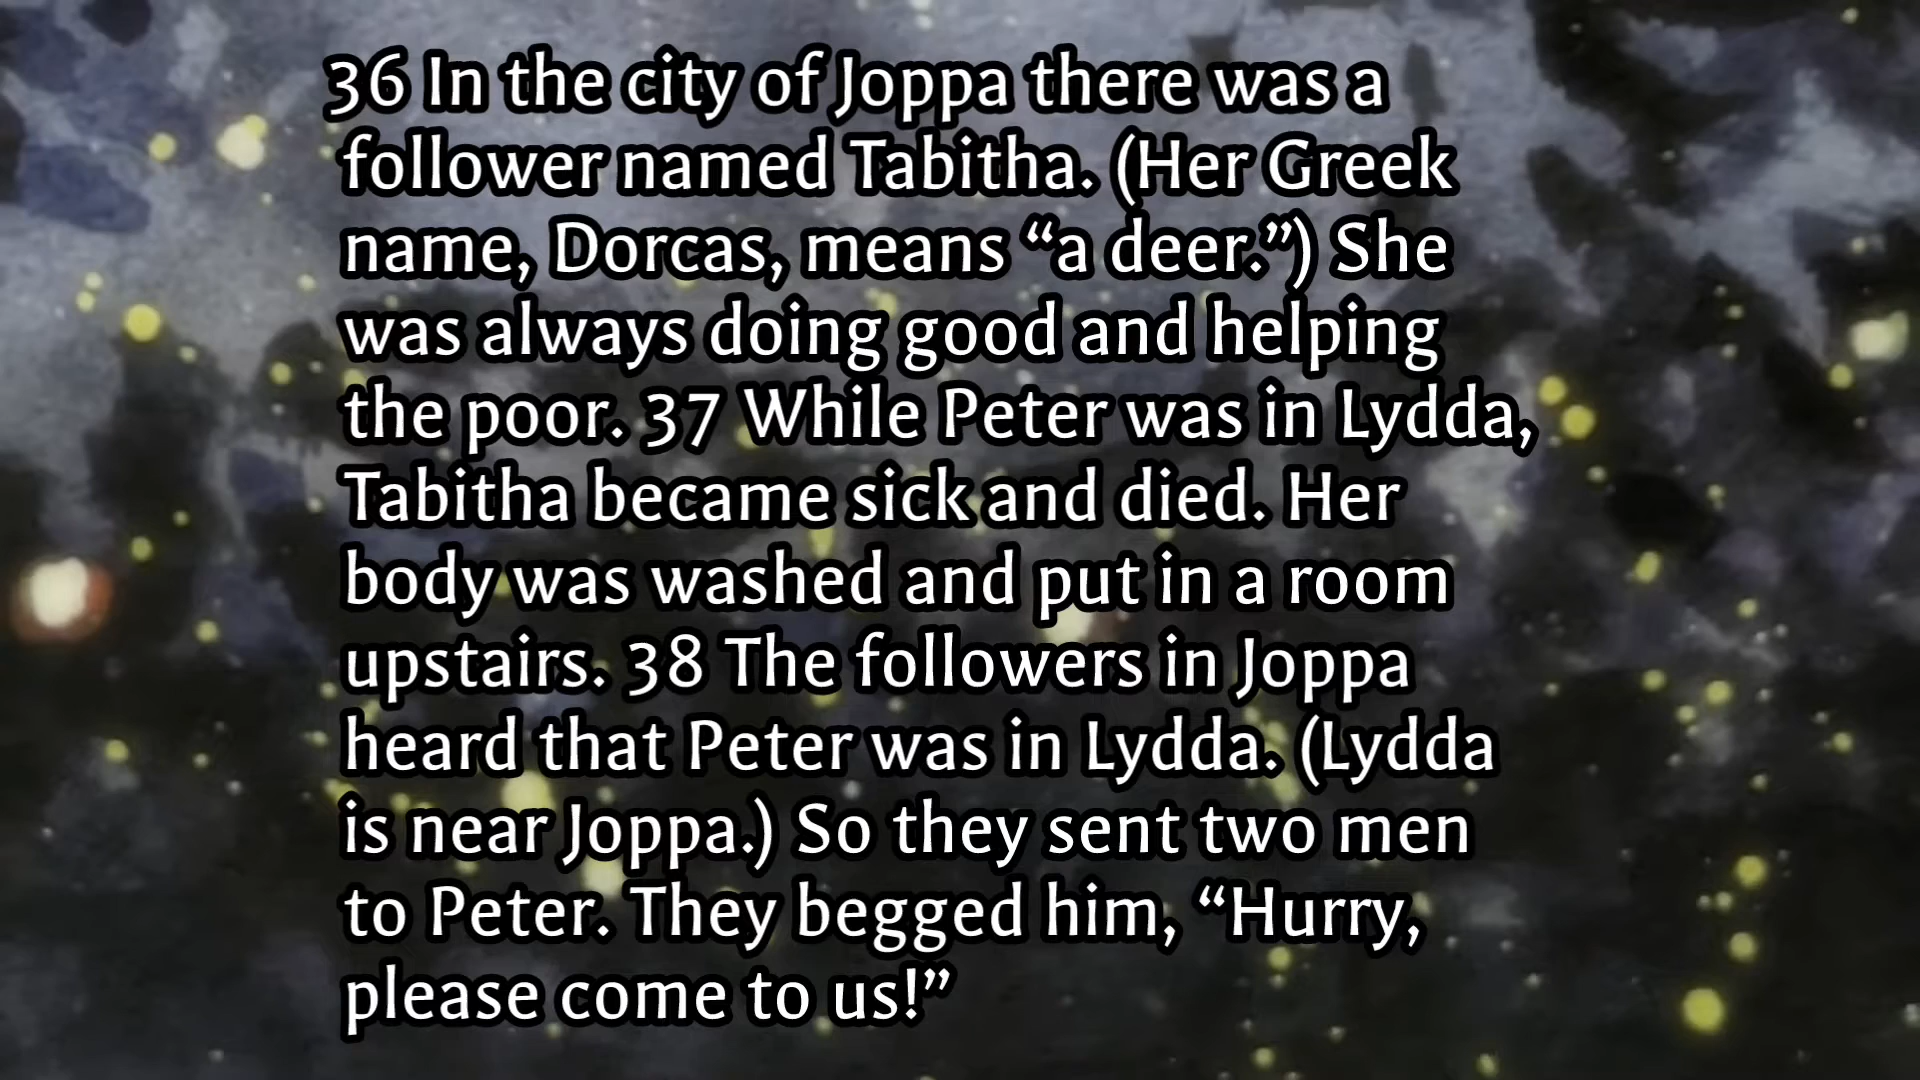 36 In the city of Joppa there was a
follower named Tabitha. (Her Greek
name, Dorcas, means “a deer.”) She
was always doing good and helping
the poor. 37 While Peter was in Lydda,
Tabitha became sick and died. Her
body was washed and put in a room
upstairs. 38 The followers in Joppa
heard that Peter was in Lydda. (Lydda
is near Joppa.) So they sent two men
to Peter. They begged him, “Hurry,
please come to us!”